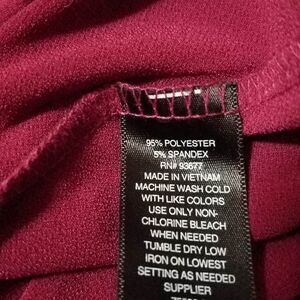 95% POLYESTER
5% SPANDEX
RN# 93677
MADE IN VIETNAM
MACHINE WASH COLD
WITH LIKE COLORS
USE ONLY NON-
CHLORINE BLEACH
WHEN NEEDED
TUMBLE DRY LOW
IRON ON LOWEST
SETTING AS NEEDED
SUPPLIER